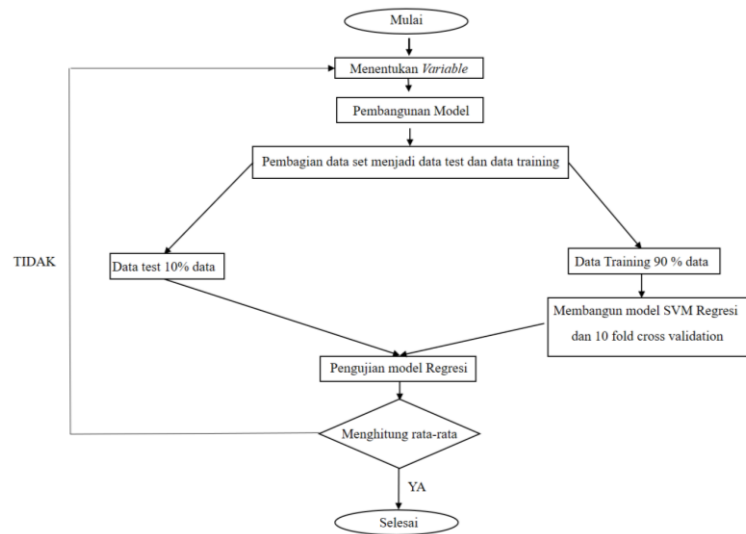 Mulai
Menentukan Variable
Pembangunan Model
Pembagian data set menjadi data test dan data training
TIDAK
Data test 10% data
Data Training 90 % data
Membangun model SVM Regresi
dan 10 fold cross validation
Pengujian model Regresi
Menghitung rata-rata
YA
Selesai